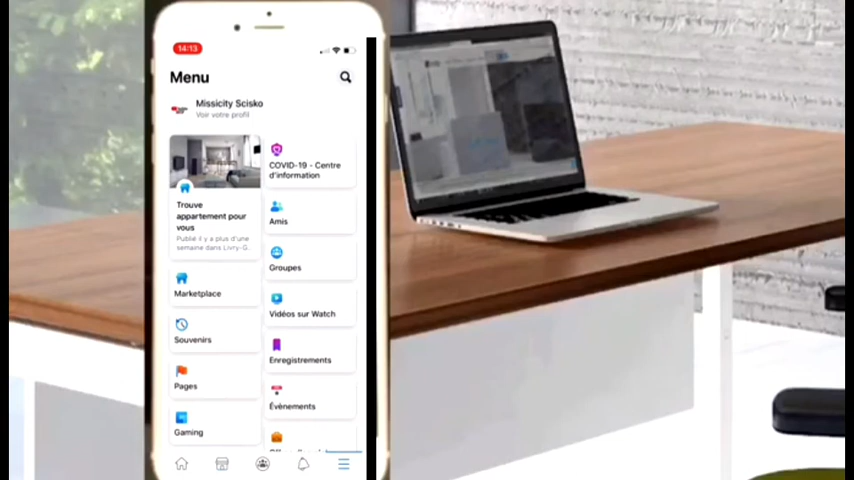 14:13
Menu
Missicity Scisko
Voir votre profil
COVID-19 - Centre
d'information
Trouve
appartement pour
vous
Publié il y a plus d'une
semaine dans Livry-G...
Amis
Groupes
Marketplace
Vidéos sur Watch
Souvenirs
Enregistrements
Pages
Évènements
Gaming